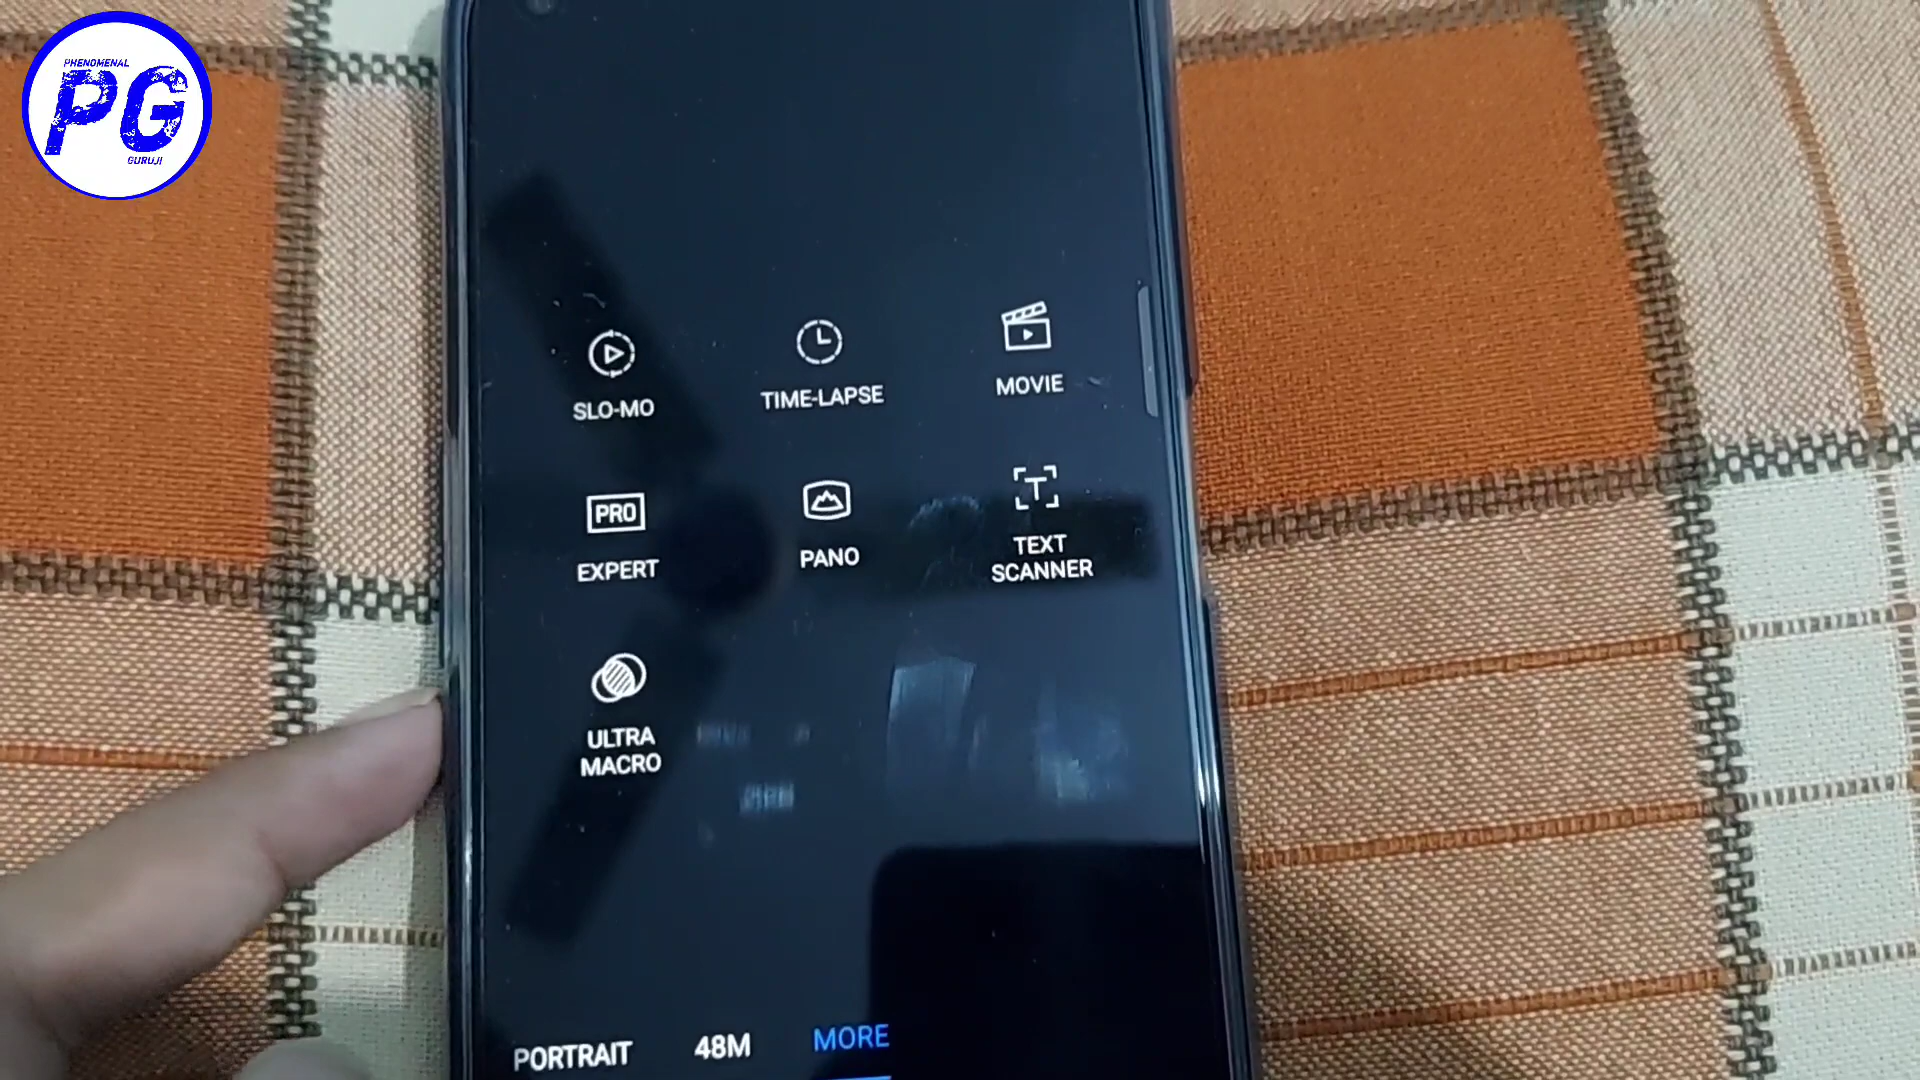 PHENOMENAL
PG
GURUJI
SLO-MO
TIME-LAPSE
MOVIE
PRO
EXPERT
PANO
T
TEXT
SCANNER
ULTRA
MACRO
PORTRAIT
48M
MORE